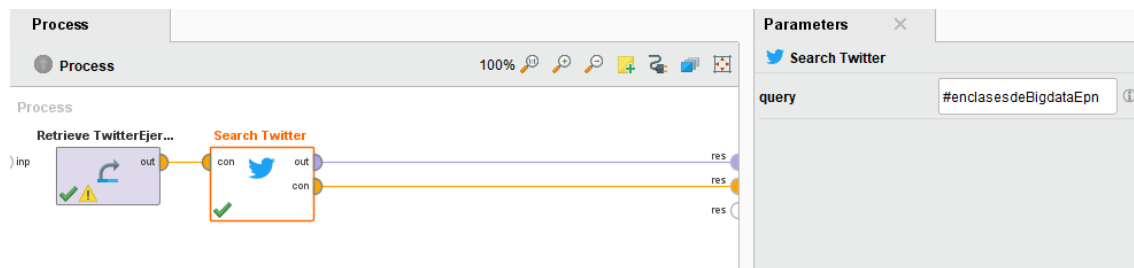 Process
Parameters
Process
100%
Search Twitter
query
#enclasesdeBigdataEpn
Process
Retrieve TwitterEjer...
Search Twitter
inp
out
con
out
con
res
res
res